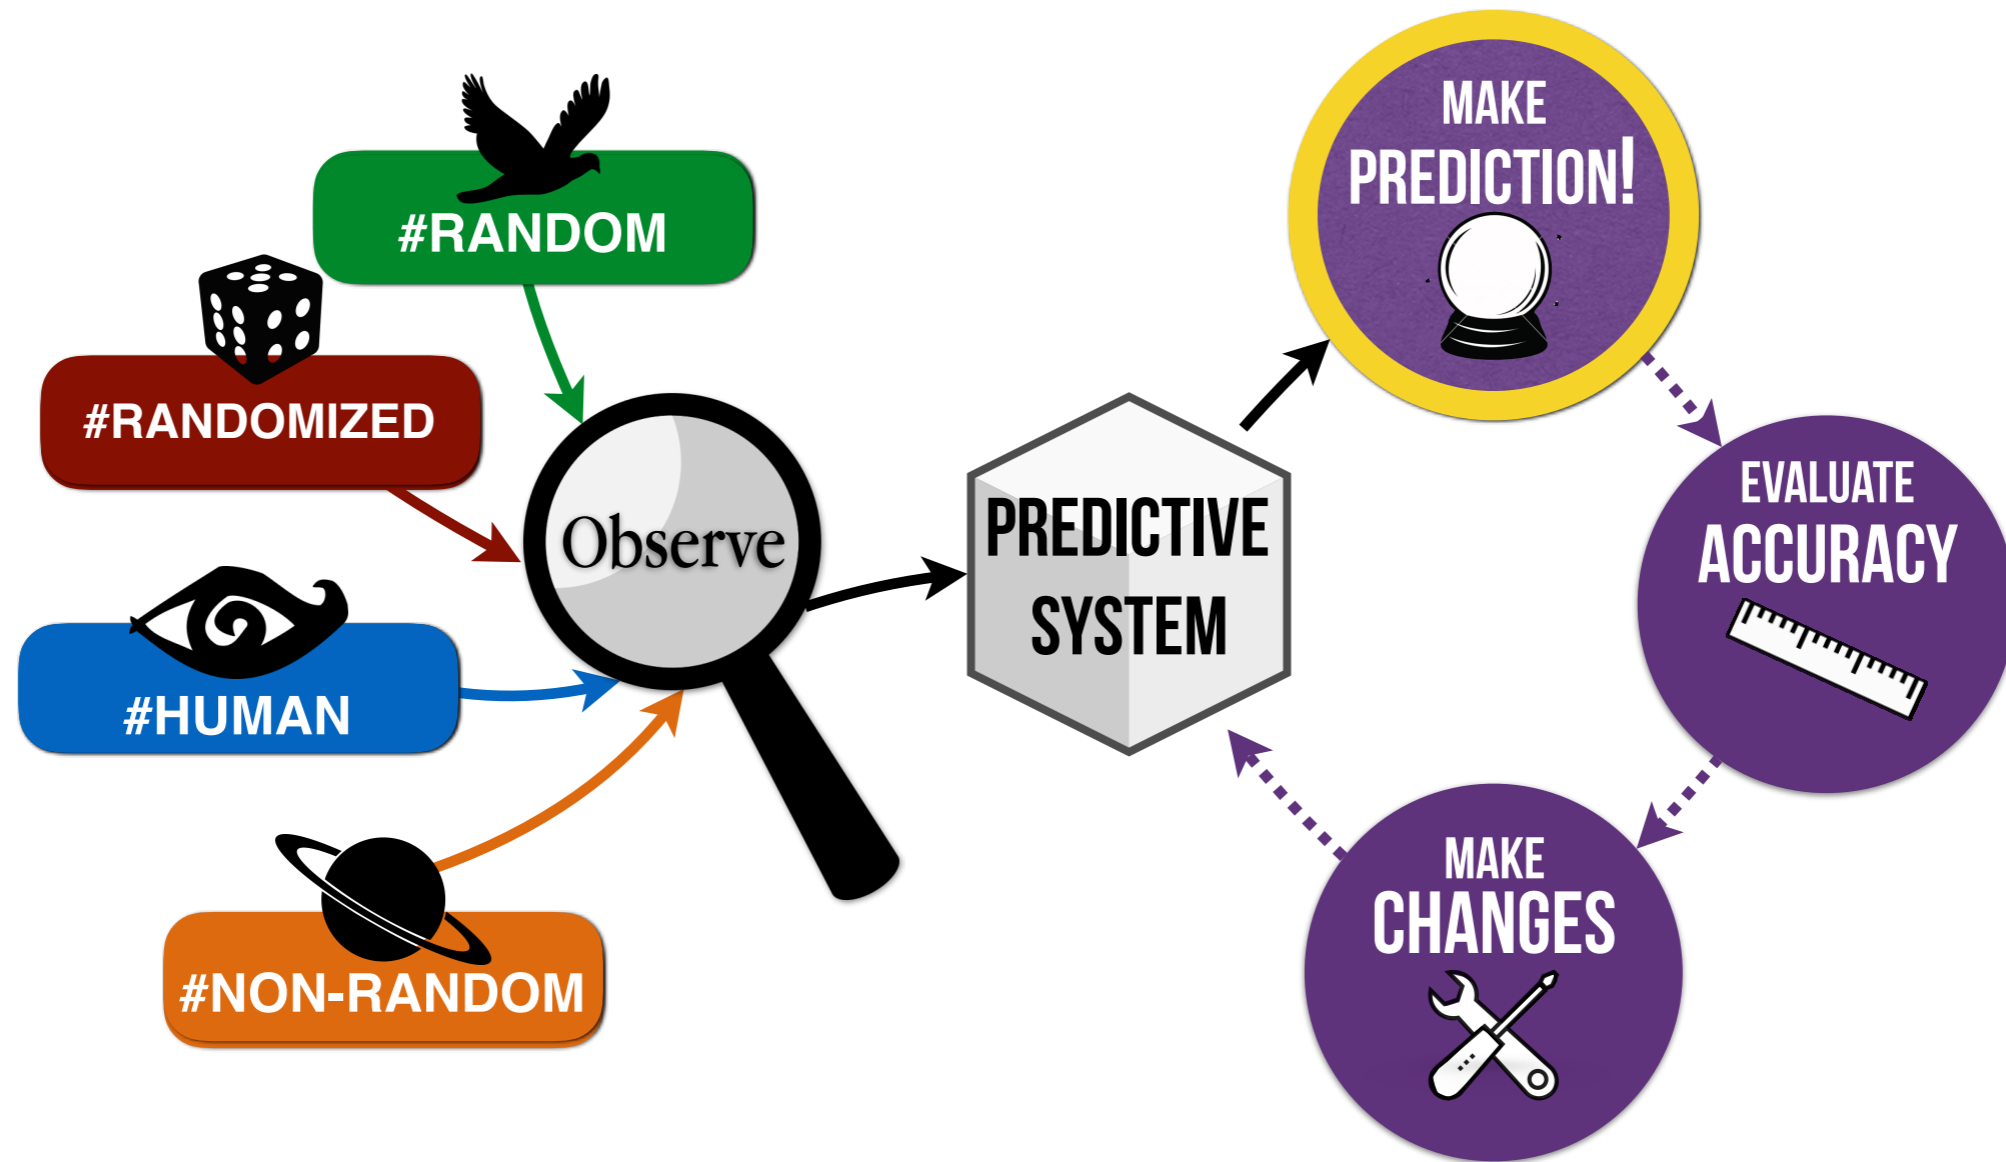 #RANDOM
#RANDOMIZED
#HUMAN
#NON-RANDOM
Observe
PREDICTIVE
SYSTEM
MAKE
PREDICTION!
EVALUATE
ACCURACY
MAKE
CHANGES